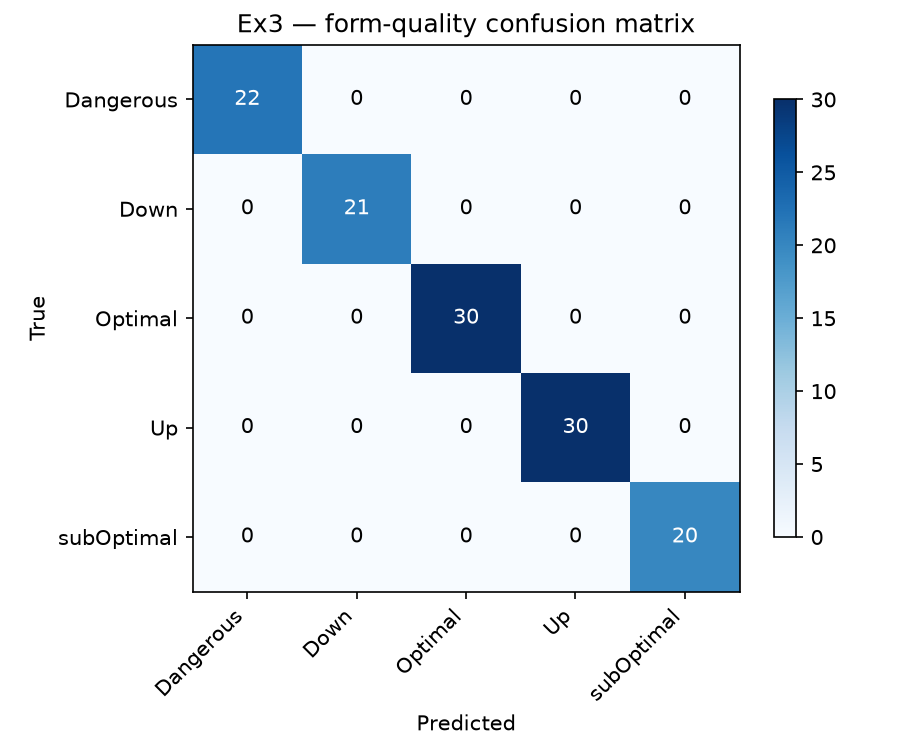 Ex3 — form-quality confusion matrix
Dangerous 22 0 0 0 0
Down 0 21 0 0 0
Optimal 0 0 30 0 0
Up 0 0 0 30 0
subOptimal 0 0 0 0 20
True
Dangerous Down Optimal Up subOptimal
Predicted
30
25
20
15
10
5
0